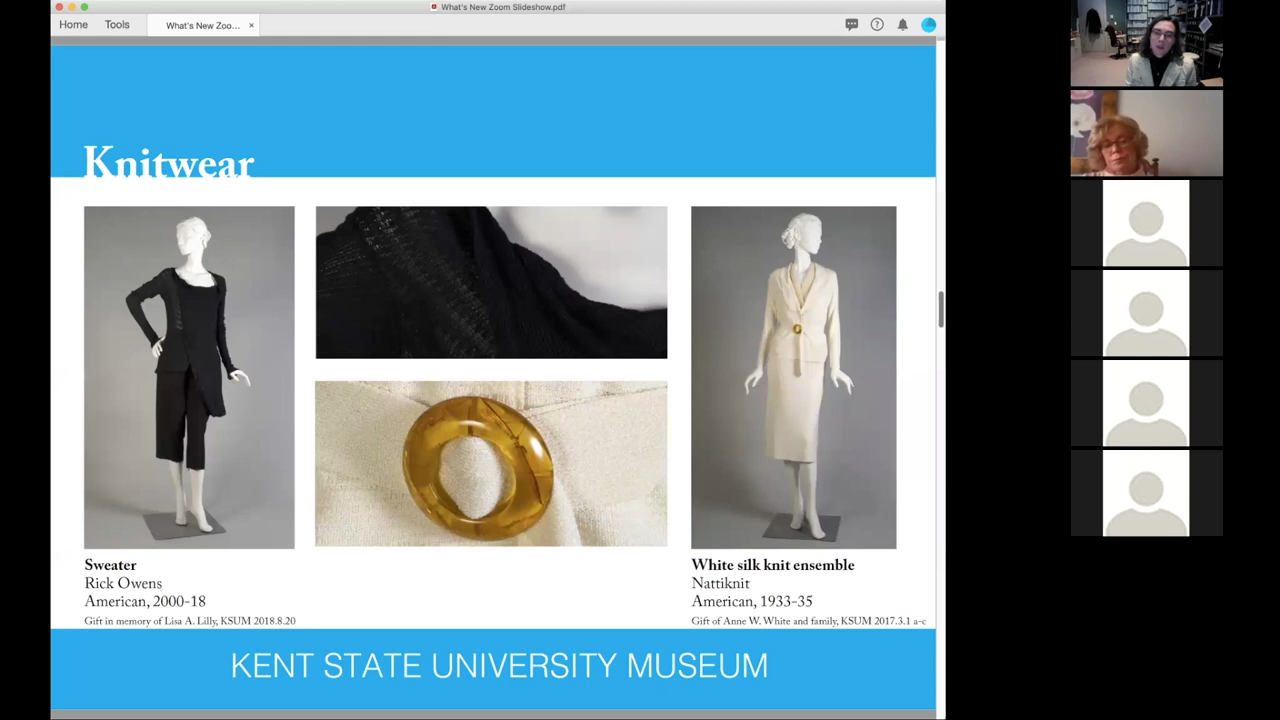 What's New Zoom Slideshow.pdf
Home Tools What's New Zoo... ×
Knitwear
Sweater
Rick Owens
American, 2000-18
Gift in memory of Lisa A. Lilly, KSUM 2018.8.20
White silk knit ensemble
Nattiknit
American, 1933-35
Gift of Anne W. White and family, KSUM 2017.3.1 a-c
KENT STATE UNIVERSITY MUSEUM